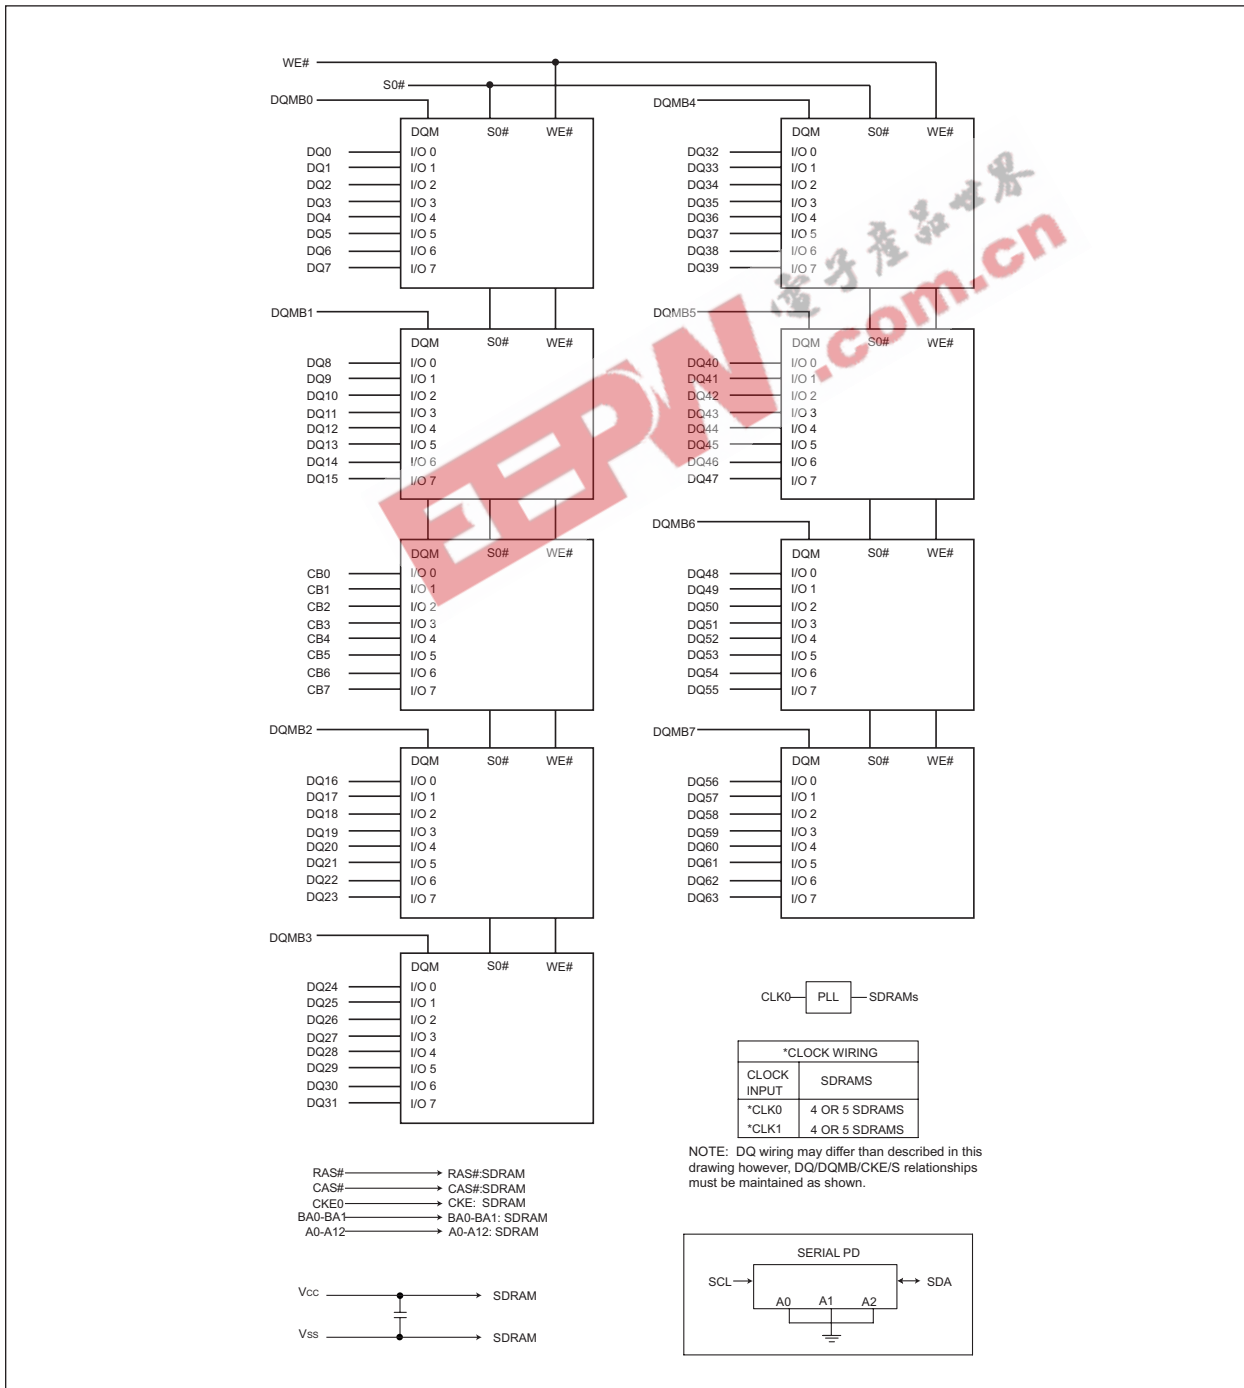 WE#
S0#
DQMB0
DQM S0# WE#
DQ0 I/O 0
DQ1 I/O 1
DQ2 I/O 2
DQ3 I/O 3
DQ4 I/O 4
DQ5 I/O 5
DQ6 I/O 6
DQ7 I/O 7
DQMB1
DQM S0# WE#
DQ8 I/O 0
DQ9 I/O 1
DQ10 I/O 2
DQ11 I/O 3
DQ12 I/O 4
DQ13 I/O 5
DQ14 I/O 6
DQ15 I/O 7
DQM S0# WE#
CB0 I/O 0
CB1 I/O 1
CB2 I/O 2
CB3 I/O 3
CB4 I/O 4
CB5 I/O 5
CB6 I/O 6
CB7 I/O 7
DQMB2
DQM S0# WE#
DQ16 I/O 0
DQ17 I/O 1
DQ18 I/O 2
DQ19 I/O 3
DQ20 I/O 4
DQ21 I/O 5
DQ22 I/O 6
DQ23 I/O 7
DQMB3
DQM S0# WE#
DQ24 I/O 0
DQ25 I/O 1
DQ26 I/O 2
DQ27 I/O 3
DQ28 I/O 4
DQ29 I/O 5
DQ30 I/O 6
DQ31 I/O 7
DQMB4
DQM S0# WE#
DQ32 I/O 0
DQ33 I/O 1
DQ34 I/O 2
DQ35 I/O 3
DQ36 I/O 4
DQ37 I/O 5
DQ38 I/O 6
DQ39 I/O 7
DQMB5
DQM S0# WE#
DQ40 I/O 0
DQ41 I/O 1
DQ42 I/O 2
DQ43 I/O 3
DQ44 I/O 4
DQ45 I/O 5
DQ46 I/O 6
DQ47 I/O 7
DQMB6
DQM S0# WE#
DQ48 I/O 0
DQ49 I/O 1
DQ50 I/O 2
DQ51 I/O 3
DQ52 I/O 4
DQ53 I/O 5
DQ54 I/O 6
DQ55 I/O 7
DQMB7
DQM S0# WE#
DQ56 I/O 0
DQ57 I/O 1
DQ58 I/O 2
DQ59 I/O 3
DQ60 I/O 4
DQ61 I/O 5
DQ62 I/O 6
DQ63 I/O 7
EEPW
電子產品世界
.com.cn
CLK0 PLL SDRAMs
*CLOCK WIRING
CLOCK
INPUT
SDRAMS
*CLK0 4 OR 5 SDRAMS
*CLK1 4 OR 5 SDRAMS
NOTE: DQ wiring may differ than described in this
drawing however, DQ/DQMB/CKE/S relationships
must be maintained as shown.
RAS# RAS#:SDRAM
CAS# CAS#:SDRAM
CKE0 CKE: SDRAM
BA0-BA1 BA0-BA1: SDRAM
A0-A12 A0-A12: SDRAM
Vcc SDRAM
Vss SDRAM
SERIAL PD
SCL SDA
A0 A1 A2